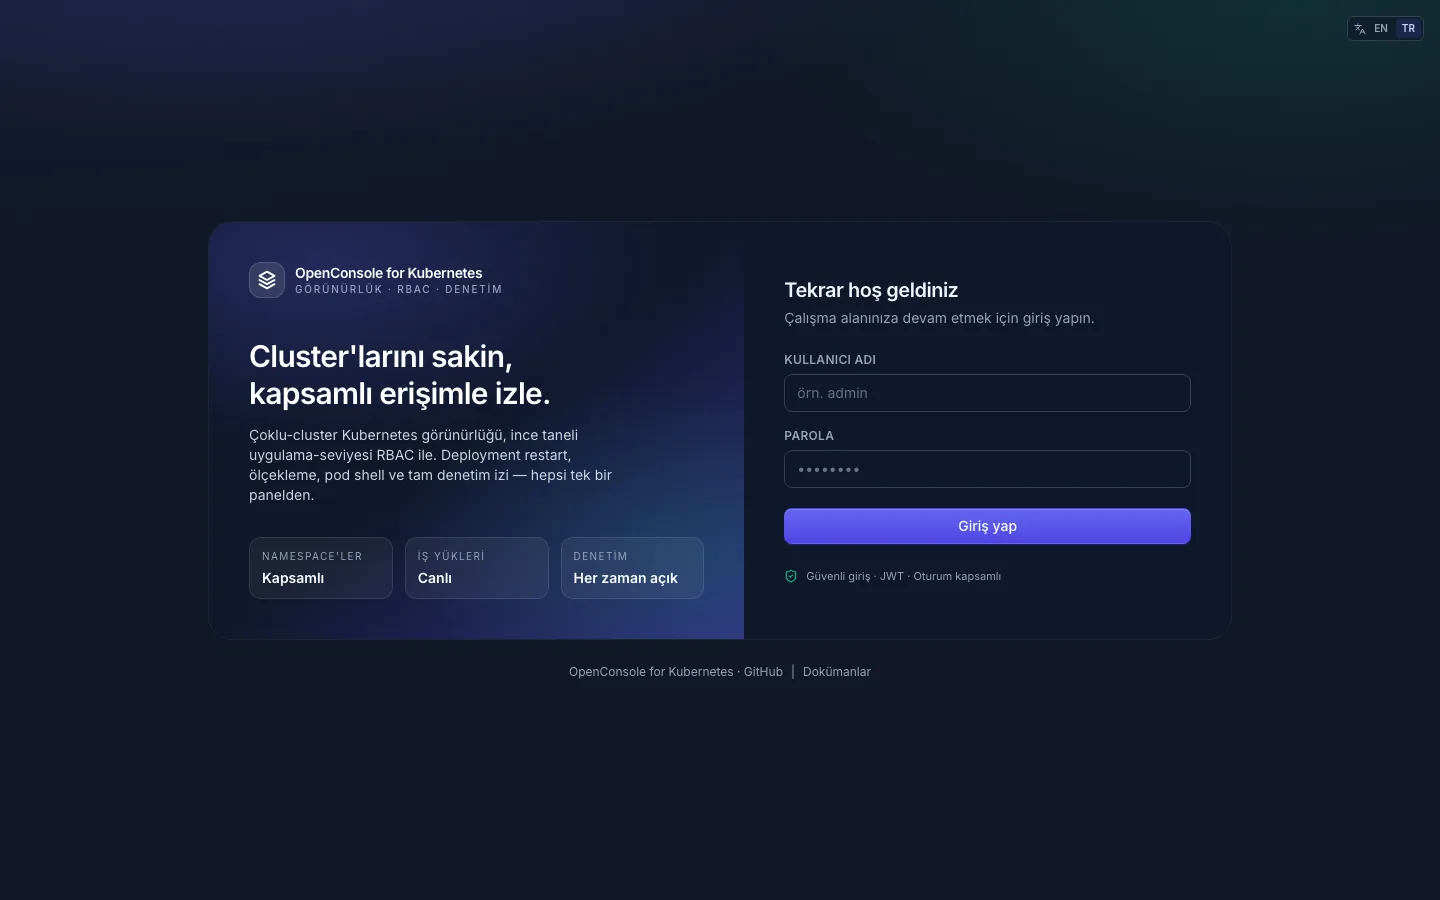 EN TR
OpenConsole for Kubernetes
GÖRÜNÜRLÜK · RBAC · DENETİM
Cluster'larını sakin,
kapsamlı erişimle izle.
Çoklu-cluster Kubernetes görünürlüğü, ince taneli
uygulama-seviyesi RBAC ile. Deployment restart,
ölçekleme, pod shell ve tam denetim izi — hepsi tek bir
panelden.
NAMESPACE'LER
Kapsamlı
İŞ YÜKLERİ
Canlı
DENETİM
Her zaman açık
Tekrar hoş geldiniz
Çalışma alanınıza devam etmek için giriş yapın.
KULLANICI ADI
örn. admin
PAROLA
••••••••
Giriş yap
Güvenli giriş · JWT · Oturum kapsamlı
OpenConsole for Kubernetes · GitHub | Dokümanlar